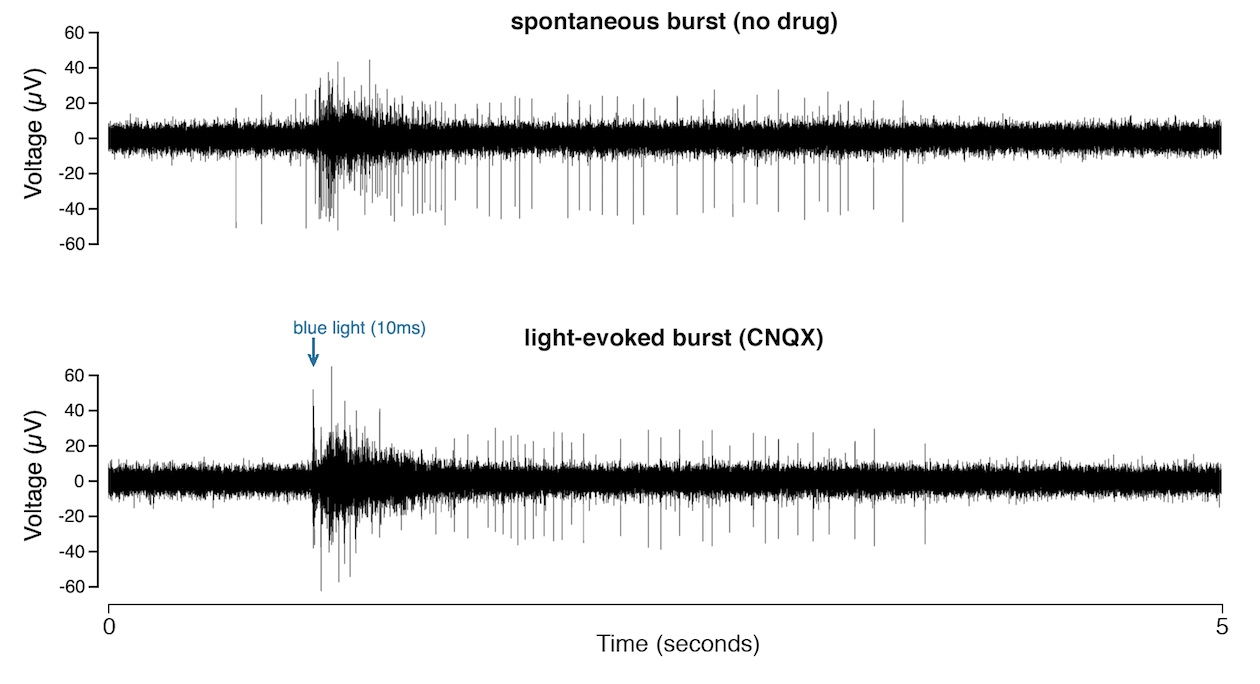 spontaneous burst (no drug)
Voltage (µV)
60
40
20
0
-20
-40
-60
blue light (10ms)
light-evoked burst (CNQX)
Voltage (µV)
60
40
20
0
-20
-40
-60
0
5
Time (seconds)